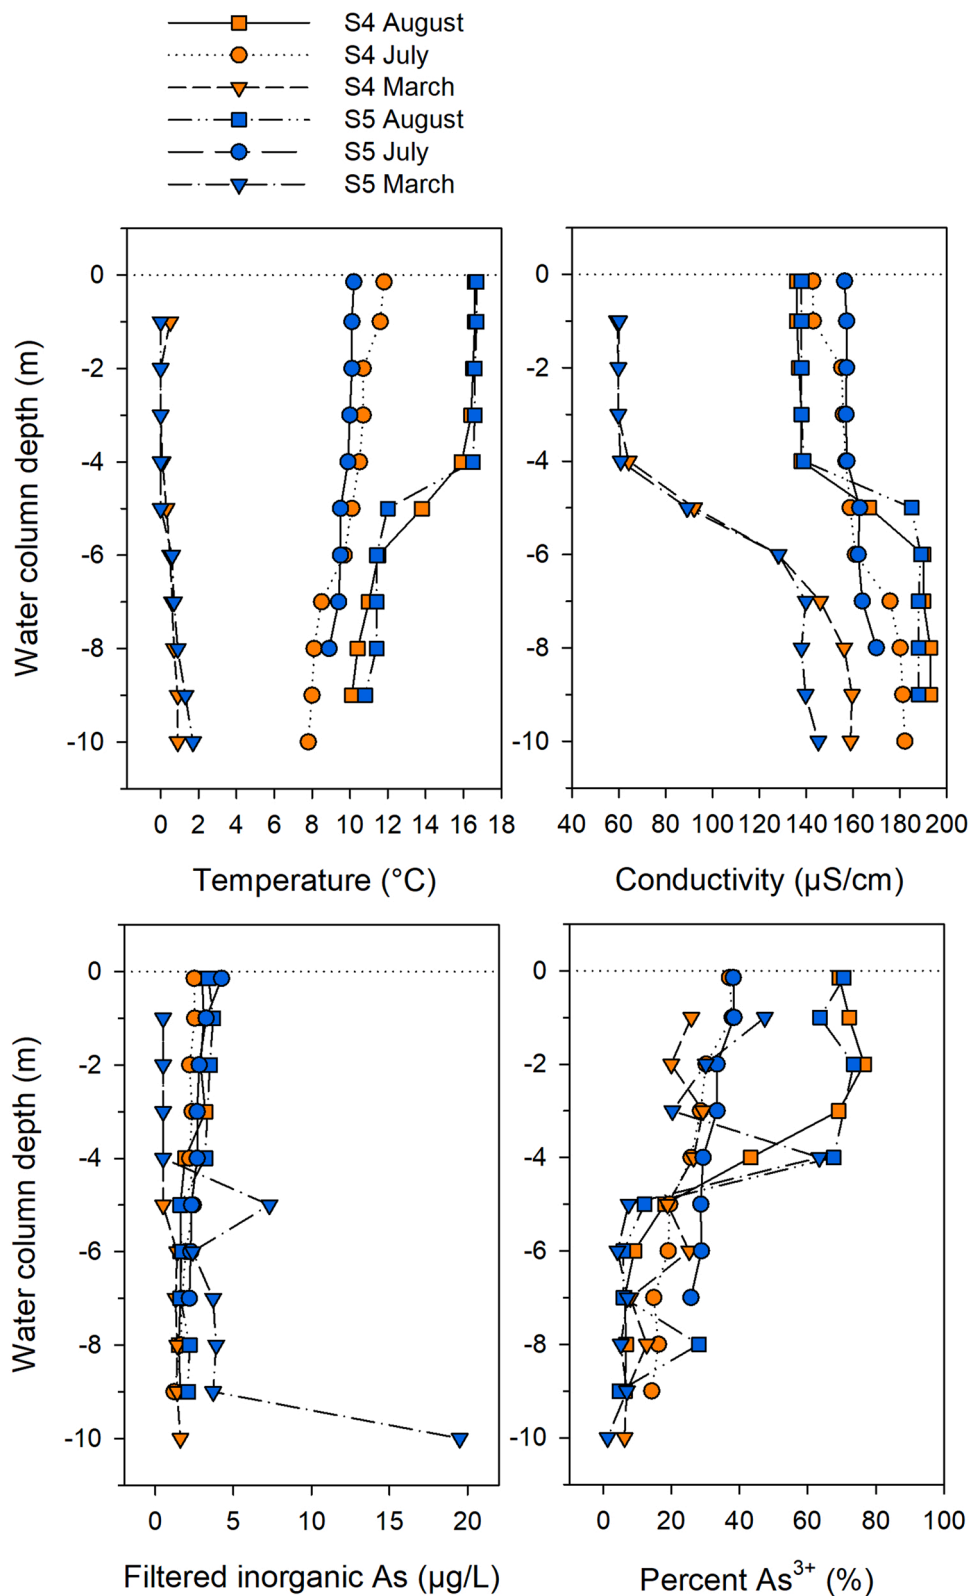 S4 August
S4 July
S4 March
S5 August
S5 July
S5 March
Water column depth (m)
0
-2
-4
-6
-8
-10
0 2 4 6 8 10 12 14 16 18
Temperature (°C)
0
-2
-4
-6
-8
-10
40 60 80 100 120 140 160 180 200
Conductivity (µS/cm)
Water column depth (m)
0
-2
-4
-6
-8
-10
0 5 10 15 20
Filtered inorganic As (µg/L)
0
-2
-4
-6
-8
-10
0 20 40 60 80 100
Percent As³⁺ (%)